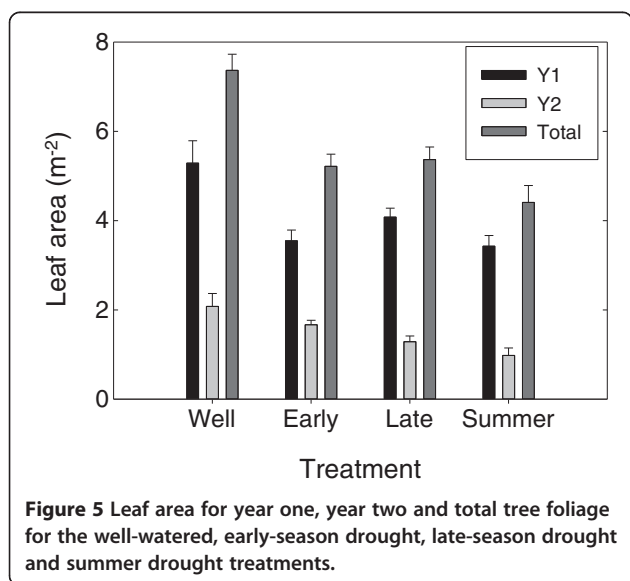 8
6
4
2
0
Leaf area (m-2)
Y1
Y2
Total
Well Early Late Summer
Treatment
Figure 5 Leaf area for year one, year two and total tree foliage
for the well-watered, early-season drought, late-season drought
and summer drought treatments.